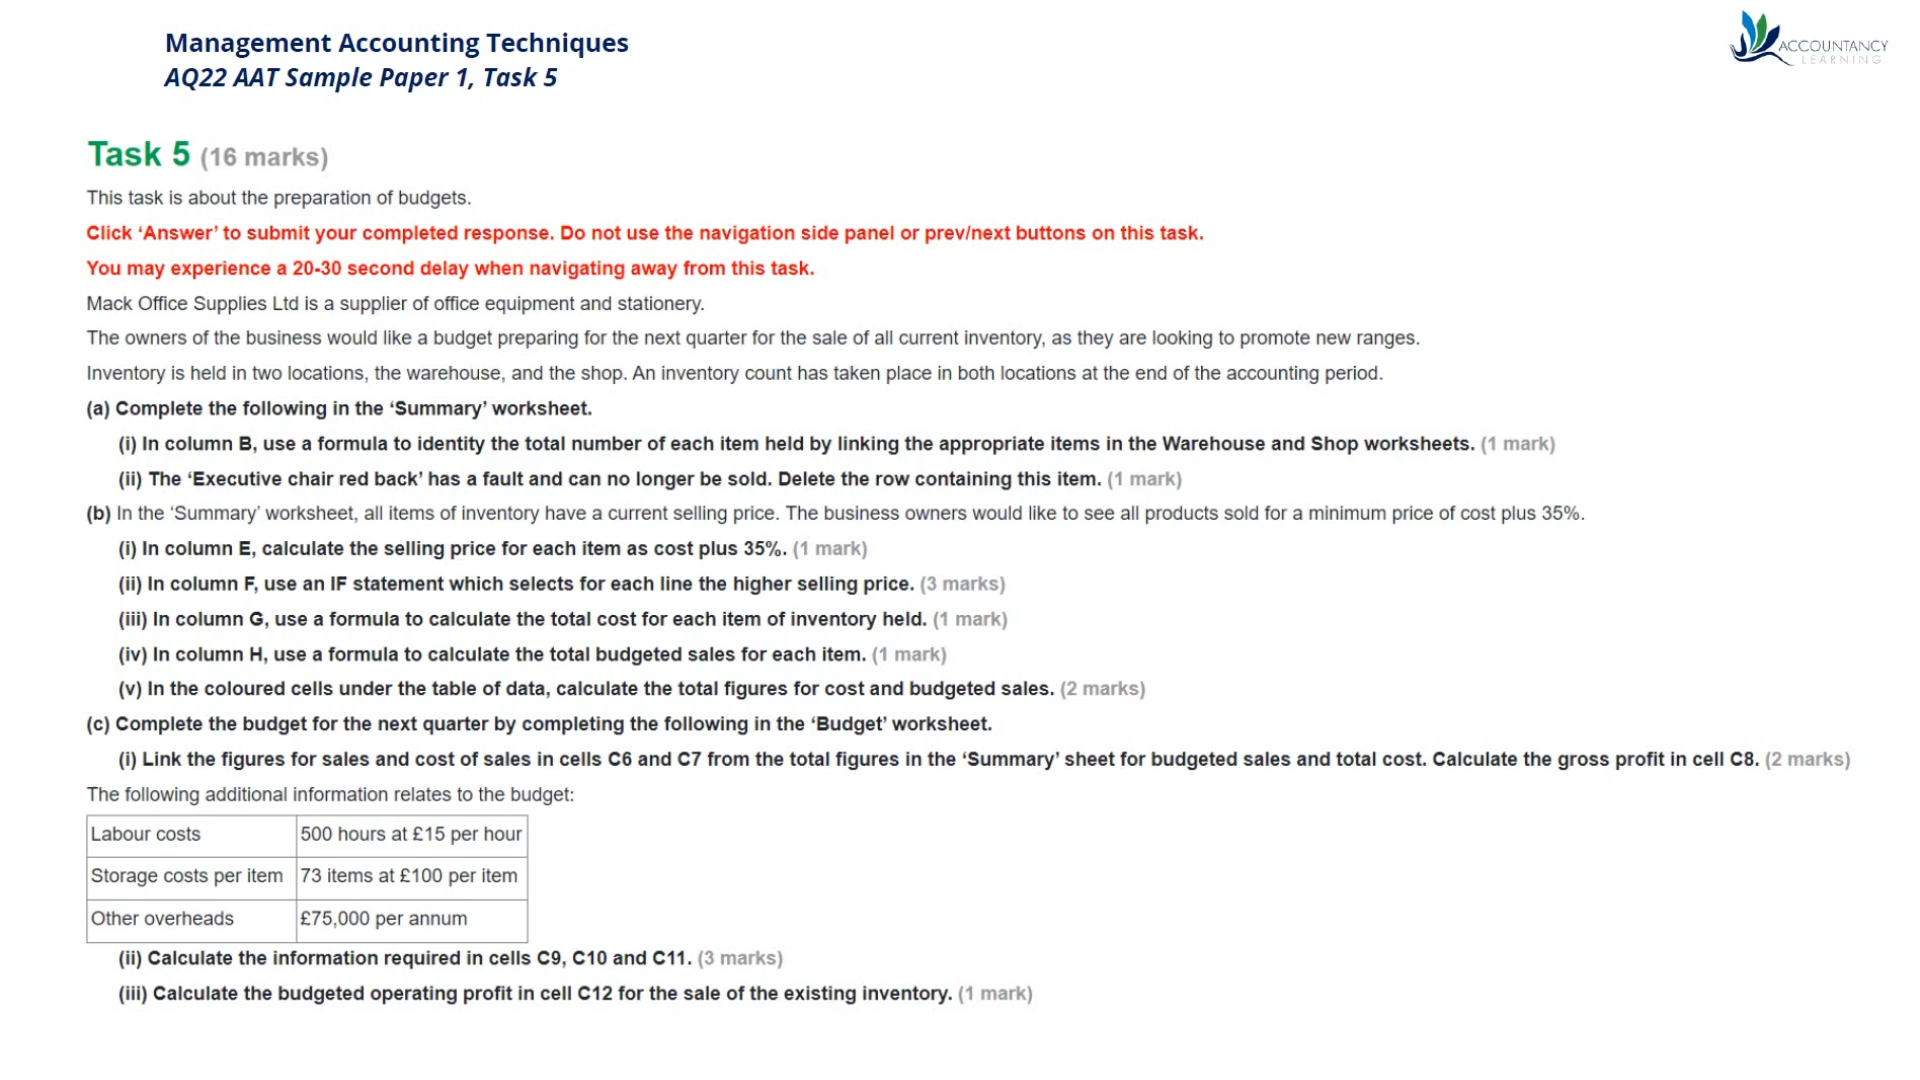 Management Accounting Techniques
AQ22 AAT Sample Paper 1, Task 5
ACCOUNTANCY
LEARNING
Task 5 (16 marks)
This task is about the preparation of budgets.
Click ‘Answer’ to submit your completed response. Do not use the navigation side panel or prev/next buttons on this task.
You may experience a 20-30 second delay when navigating away from this task.
Mack Office Supplies Ltd is a supplier of office equipment and stationery.
The owners of the business would like a budget preparing for the next quarter for the sale of all current inventory, as they are looking to promote new ranges.
Inventory is held in two locations, the warehouse, and the shop. An inventory count has taken place in both locations at the end of the accounting period.
(a) Complete the following in the ‘Summary’ worksheet.
(i) In column B, use a formula to identity the total number of each item held by linking the appropriate items in the Warehouse and Shop worksheets. (1 mark)
(ii) The ‘Executive chair red back’ has a fault and can no longer be sold. Delete the row containing this item. (1 mark)
(b) In the ‘Summary’ worksheet, all items of inventory have a current selling price. The business owners would like to see all products sold for a minimum price of cost plus 35%.
(i) In column E, calculate the selling price for each item as cost plus 35%. (1 mark)
(ii) In column F, use an IF statement which selects for each line the higher selling price. (3 marks)
(iii) In column G, use a formula to calculate the total cost for each item of inventory held. (1 mark)
(iv) In column H, use a formula to calculate the total budgeted sales for each item. (1 mark)
(v) In the coloured cells under the table of data, calculate the total figures for cost and budgeted sales. (2 marks)
(c) Complete the budget for the next quarter by completing the following in the ‘Budget’ worksheet.
(i) Link the figures for sales and cost of sales in cells C6 and C7 from the total figures in the ‘Summary’ sheet for budgeted sales and total cost. Calculate the gross profit in cell C8. (2 marks)
The following additional information relates to the budget:
Labour costs 500 hours at £15 per hour
Storage costs per item 73 items at £100 per item
Other overheads £75,000 per annum
(ii) Calculate the information required in cells C9, C10 and C11. (3 marks)
(iii) Calculate the budgeted operating profit in cell C12 for the sale of the existing inventory. (1 mark)